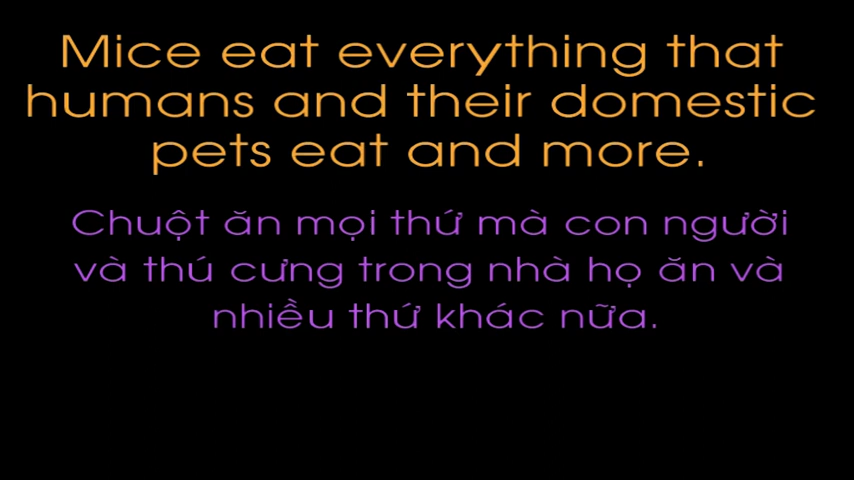 Mice eat everything that
humans and their domestic
pets eat and more.
Chuột ăn mọi thứ mà con người
và thú cưng trong nhà họ ăn và
nhiều thứ khác nữa.